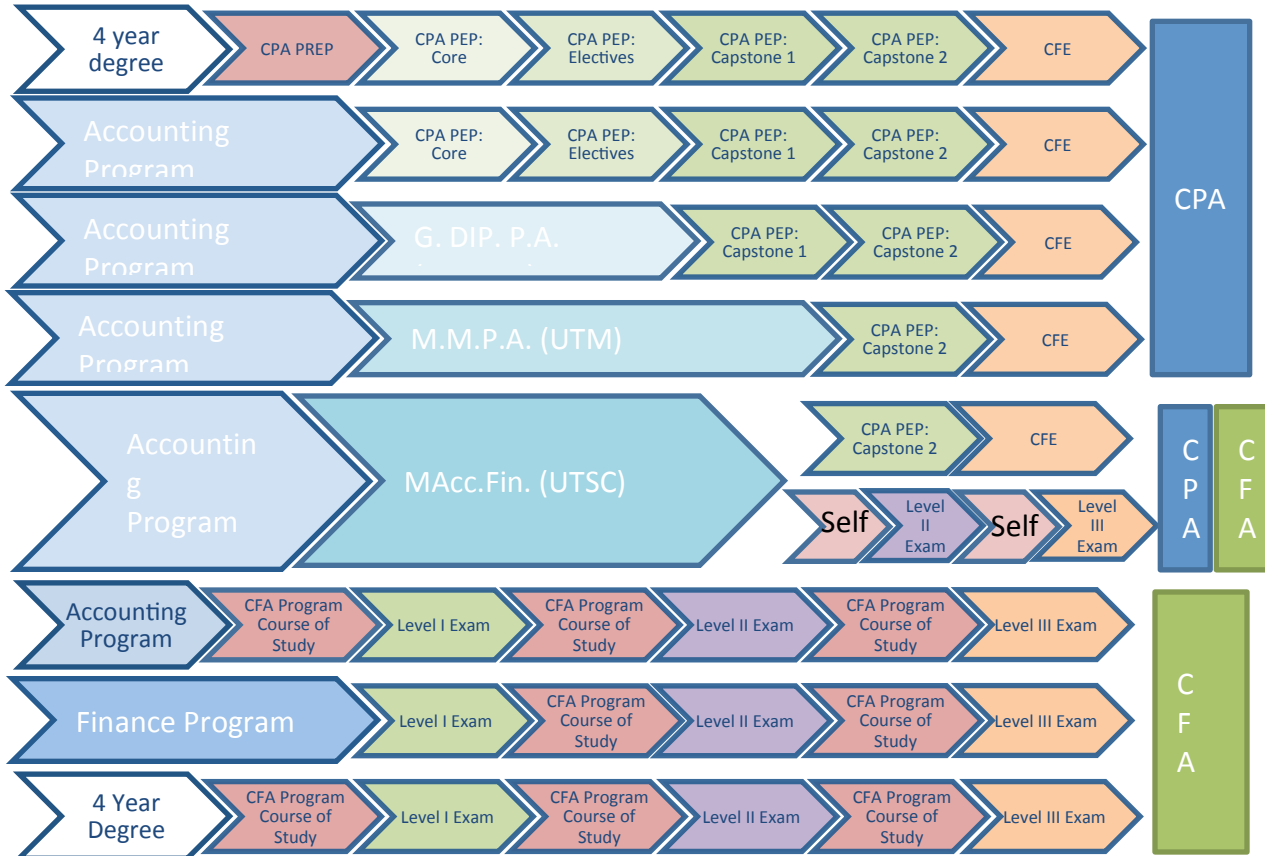 4 year
degree
CPA PREP
CPA PEP:
Core
CPA PEP:
Electives
CPA PEP:
Capstone 1
CPA PEP:
Capstone 2
CFE
Accounting
Program
CPA PEP:
Core
CPA PEP:
Electives
CPA PEP:
Capstone 1
CPA PEP:
Capstone 2
CFE
CPA
Accounting
Program
G. DIP. P.A.
CPA PEP:
Capstone 1
CPA PEP:
Capstone 2
CFE
Accounting
Program
M.M.P.A. (UTM)
CPA PEP:
Capstone 2
CFE
Accountin
g
Program
MAcc.Fin. (UTSC)
CPA PEP:
Capstone 2
CFE
Self
Level
II
Exam
Self
Level
III
Exam
C
P
A
C
F
A
Accounting
Program
CFA Program
Course of
Study
Level I Exam
CFA Program
Course of
Study
Level II Exam
CFA Program
Course of
Study
Level III Exam
Finance Program
Level I Exam
CFA Program
Course of
Study
Level II Exam
CFA Program
Course of
Study
Level III Exam
C
F
A
4 Year
Degree
CFA Program
Course of
Study
Level I Exam
CFA Program
Course of
Study
Level II Exam
CFA Program
Course of
Study
Level III Exam